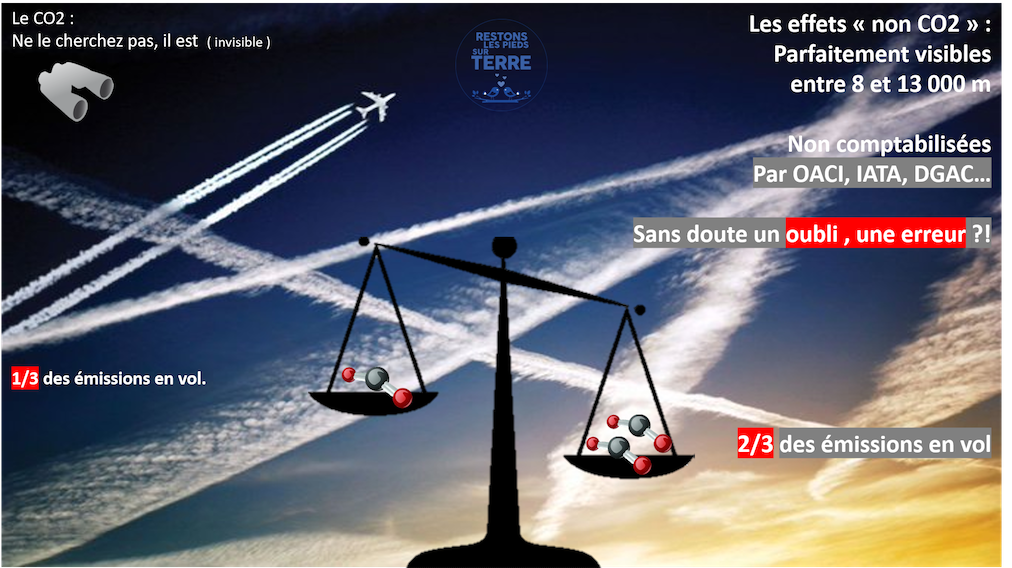 Le CO2 :
Ne le cherchez pas, il est ( invisible )
RESTONS
LES PIEDS
SUR
TERRE
Les effets « non CO2 » :
Parfaitement visibles
entre 8 et 13 000 m
Non comptabilisées
Par OACI, IATA, DGAC...
Sans doute un oubli , une erreur ?!
1/3 des émissions en vol.
2/3 des émissions en vol